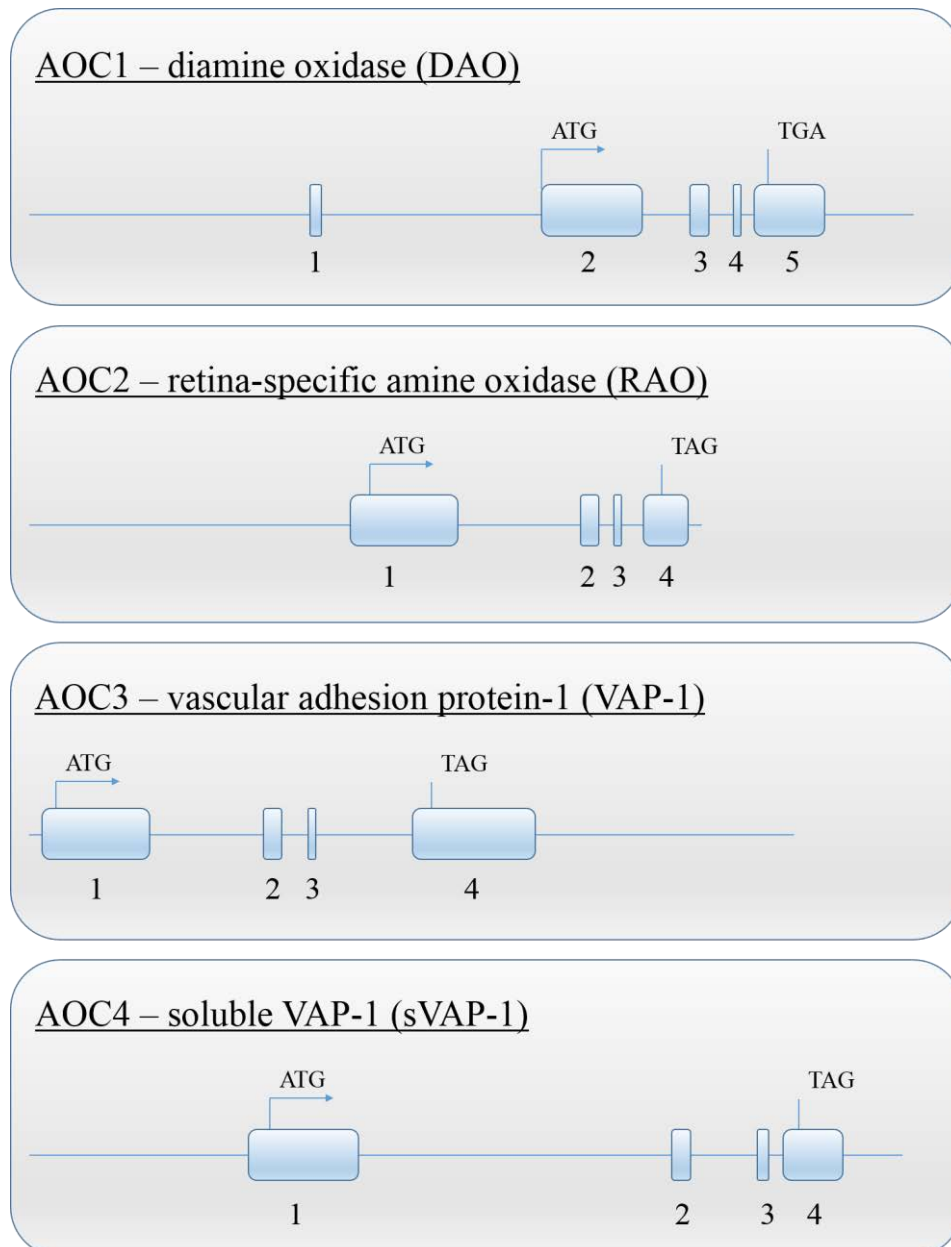 AOC1 – diamine oxidase (DAO)
ATG TGA
1 2 3 4 5
AOC2 – retina-specific amine oxidase (RAO)
ATG TAG
1 2 3 4
AOC3 – vascular adhesion protein-1 (VAP-1)
ATG TAG
1 2 3 4
AOC4 – soluble VAP-1 (sVAP-1)
ATG TAG
1 2 3 4